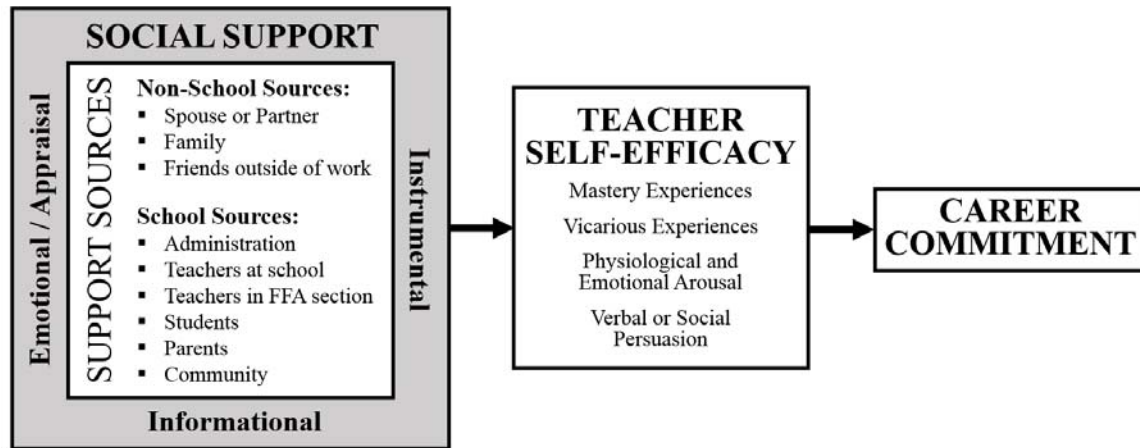 SOCIAL SUPPORT
Emotional / Appraisal
SUPPORT SOURCES
Non-School Sources:
▪ Spouse or Partner
▪ Family
▪ Friends outside of work
School Sources:
▪ Administration
▪ Teachers at school
▪ Teachers in FFA section
▪ Students
▪ Parents
▪ Community
Instrumental
Informational
TEACHER
SELF-EFFICACY
Mastery Experiences
Vicarious Experiences
Physiological and
Emotional Arousal
Verbal or Social
Persuasion
CAREER
COMMITMENT